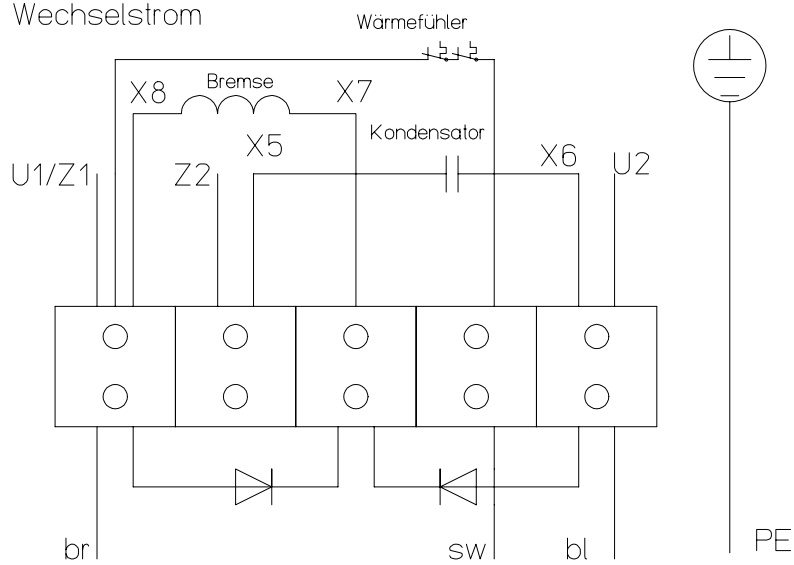 Wechselstrom
Wärmefühler
X8
Bremse
X7
Kondensator
X5
X6
U1/Z1
Z2
U2
br
sw
bl
PE